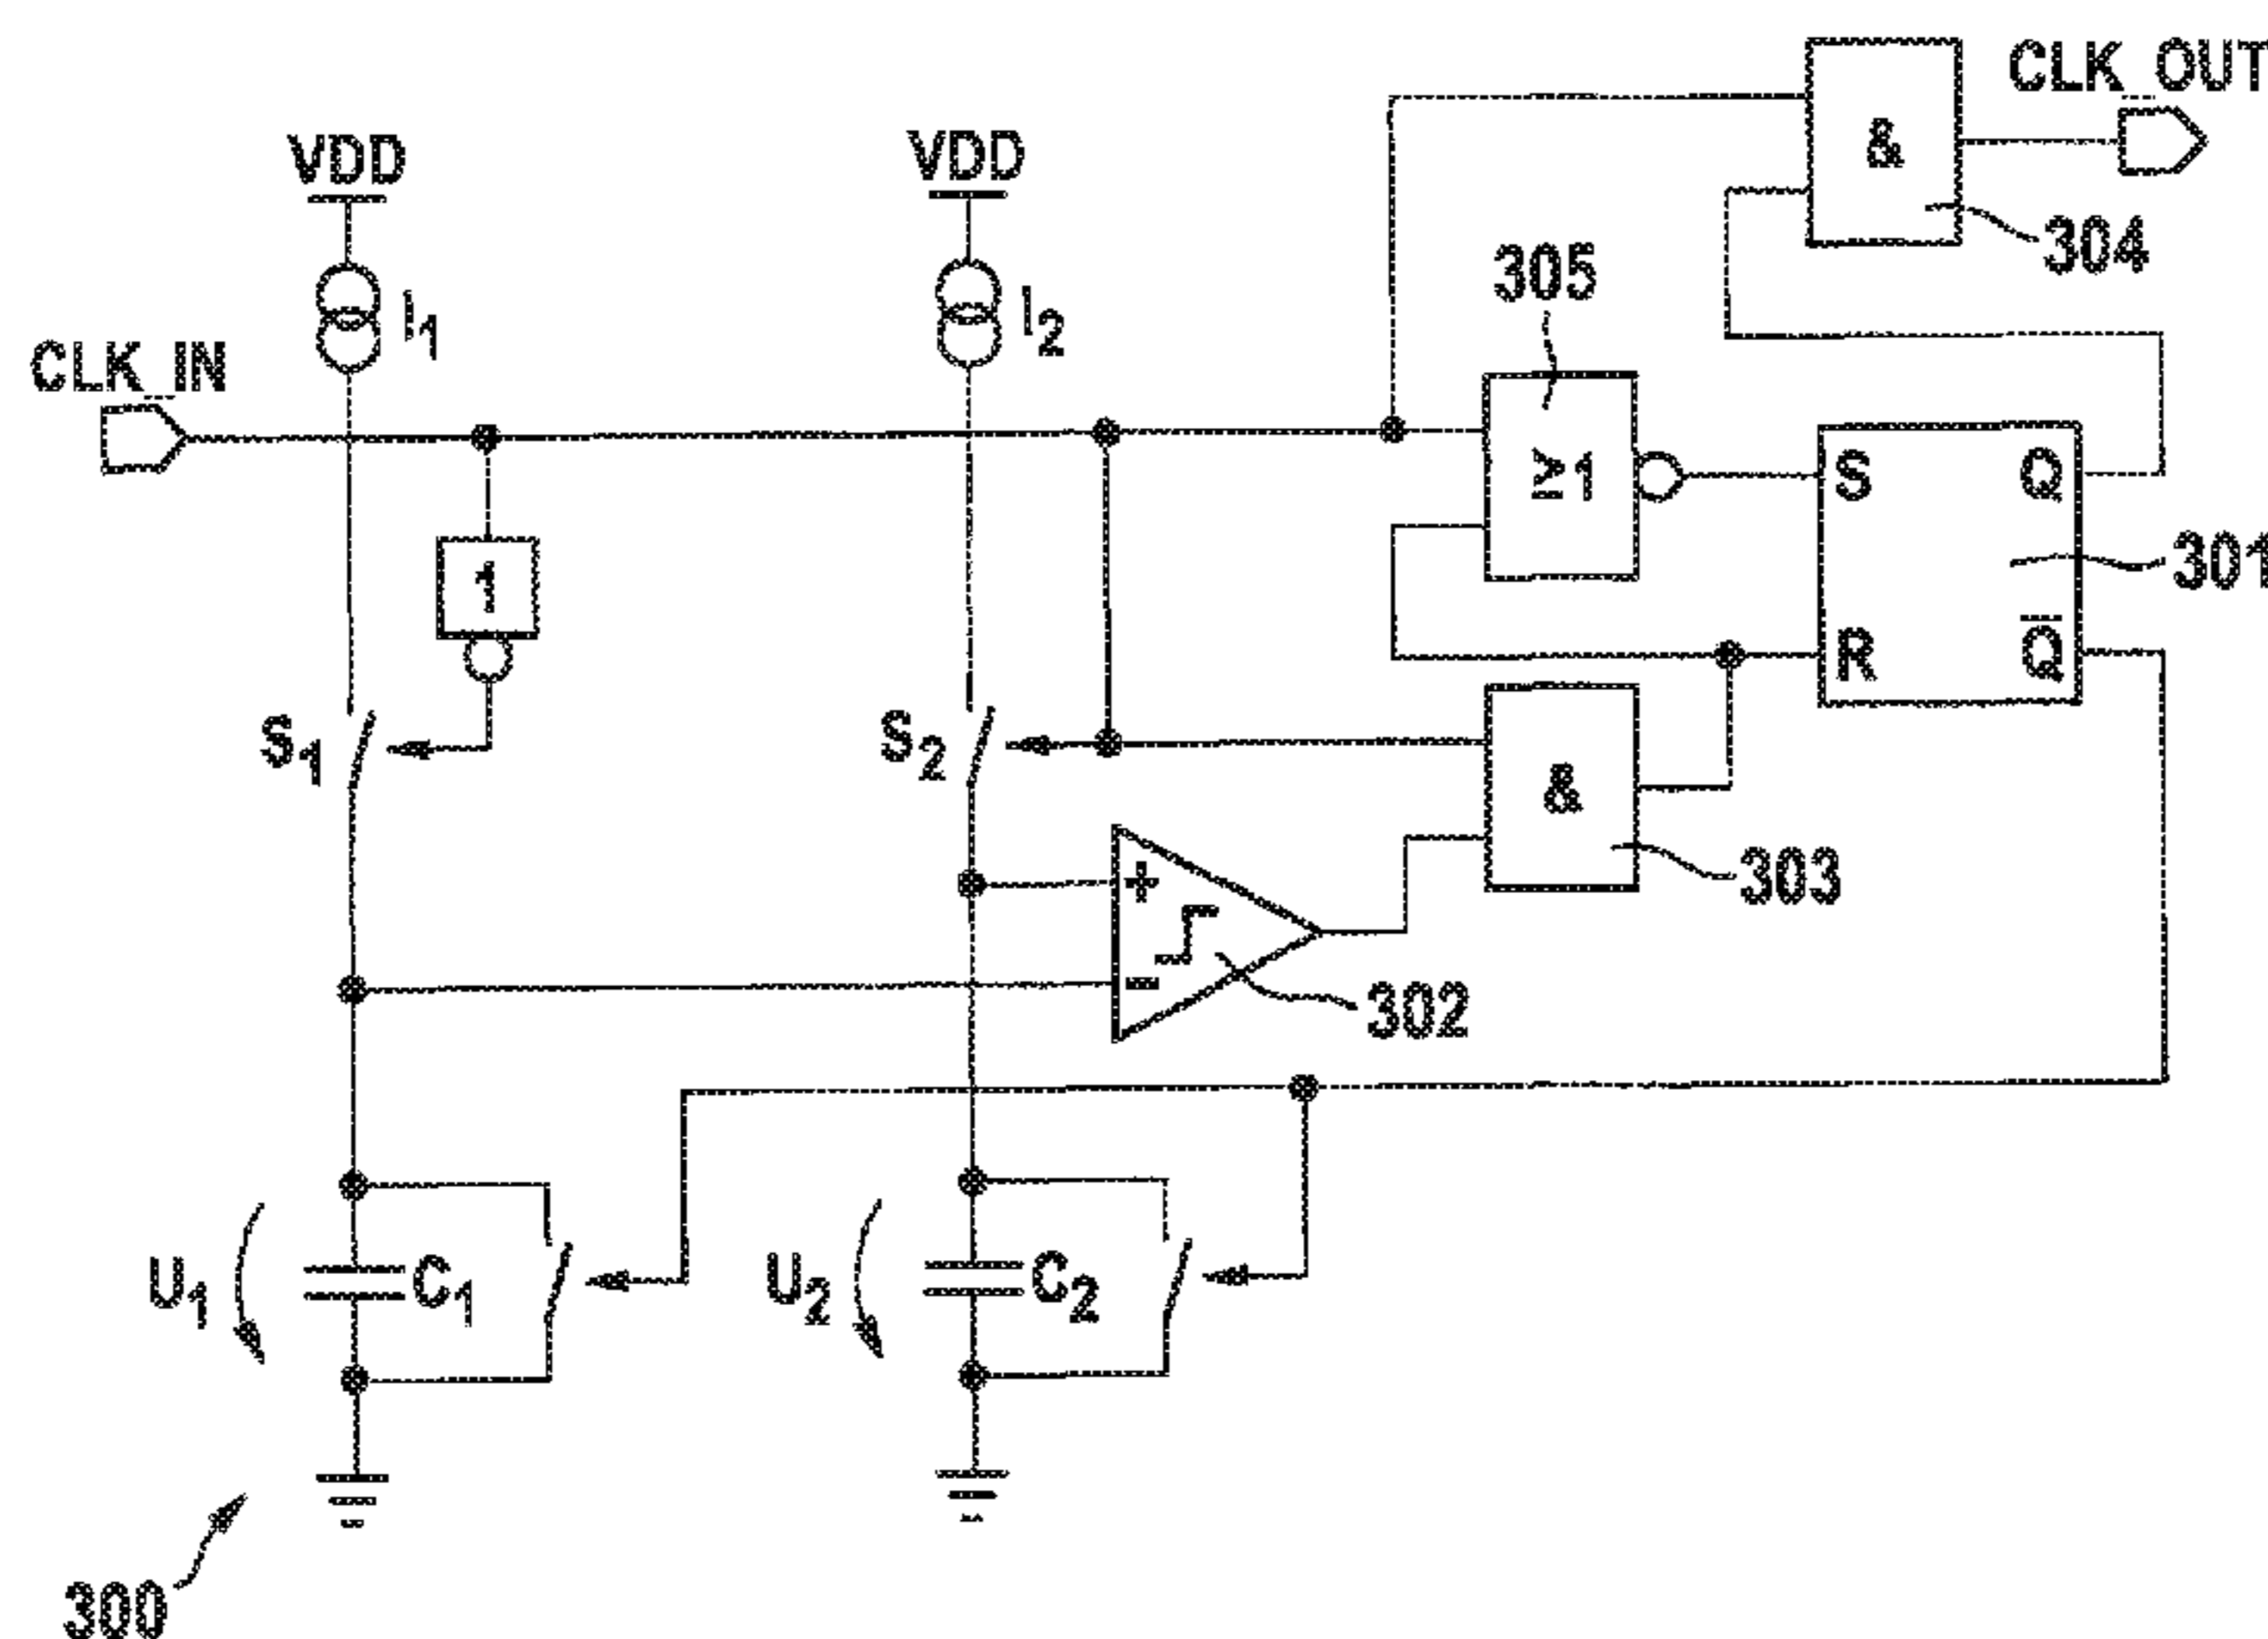 CLK_OUT
VDD
VDD
&
304
305
I1
I2
CLK_IN
≥1
S
Q
1
301
R
Q̅
S1
S2
&
303
+
−
302
U1
C1
U2
C2
300